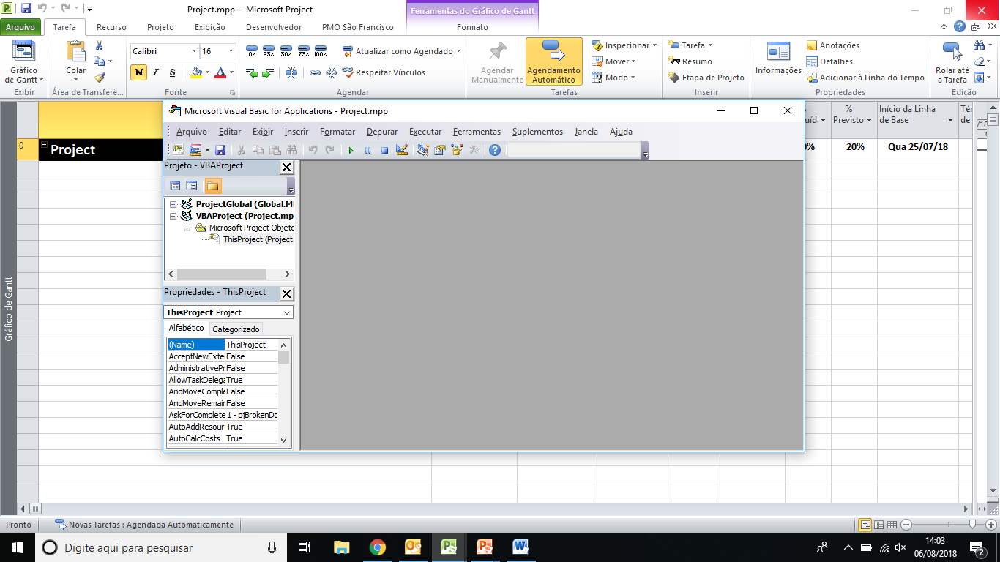 Project.mpp - Microsoft Project
Ferramentas do Gráfico de Gantt
Arquivo Tarefa Recurso Projeto Exibição Desenvolvedor PMO São Francisco Formato
Gráfico de Gantt
Exibir
Colar
Área de Transferê...
Calibri 16
N I S
Fonte
0% 25% 50% 75% 100%
Atualizar como Agendado
Respeitar Vínculos
Agendar
Agendar Manualmente
Agendamento Automático
Inspecionar
Mover
Modo
Tarefas
Tarefa
Resumo
Etapa de Projeto
Inserir
Informações
Anotações
Detalhes
Adicionar à Linha do Tempo
Propriedades
Rolar até a Tarefa
Edição
Microsoft Visual Basic for Applications - Project.mpp
Arquivo Editar Exibir Inserir Formatar Depurar Executar Ferramentas Suplementos Janela Ajuda
Projeto - VBAProject
ProjectGlobal (Global.M
VBAProject (Project.mp
Microsoft Project Objeto
ThisProject (Project
Propriedades - ThisProject
ThisProject Project
Alfabético Categorizado
(Name) ThisProject
AcceptNewExte False
AdministrativePr False
AllowTaskDelega True
AndMoveComple False
AndMoveRemain False
AskForComplete 1 - pjBrokenDo
AutoAddResour True
AutoCalcCosts True
% Previsto
Início da Linha de Base
Tér de
/18
0 Project
0% 20% Qua 25/07/18
Gráfico de Gantt
Pronto Novas Tarefas : Agendada Automaticamente
Digite aqui para pesquisar
14:03
06/08/2018
2